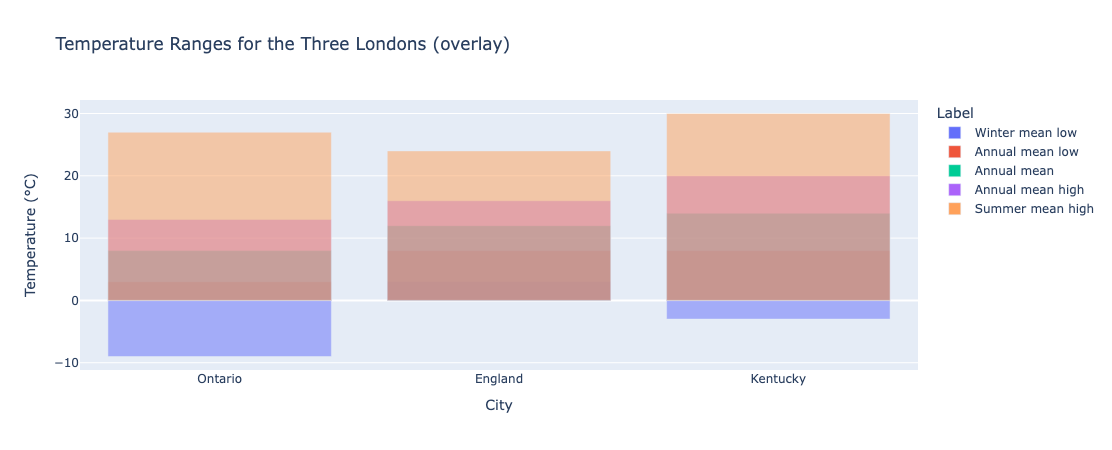 Temperature Ranges for the Three Londons (overlay)
Temperature (°C)
30
20
10
0
−10
Ontario
England
Kentucky
City
Label
Winter mean low
Annual mean low
Annual mean
Annual mean high
Summer mean high